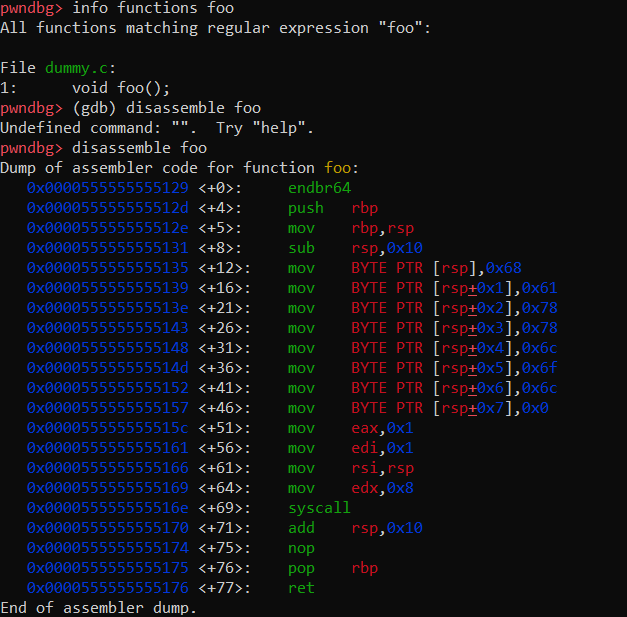 pwndbg> info functions foo
All functions matching regular expression "foo":

File dummy.c:
1:      void foo();
pwndbg> (gdb) disassemble foo
Undefined command: "".  Try "help".
pwndbg> disassemble foo
Dump of assembler code for function foo:
   0x0000555555555129 <+0>:     endbr64
   0x000055555555512d <+4>:     push   rbp
   0x000055555555512e <+5>:     mov    rbp,rsp
   0x0000555555555131 <+8>:     sub    rsp,0x10
   0x0000555555555135 <+12>:    mov    BYTE PTR [rsp],0x68
   0x0000555555555139 <+16>:    mov    BYTE PTR [rsp+0x1],0x61
   0x000055555555513e <+21>:    mov    BYTE PTR [rsp+0x2],0x78
   0x0000555555555143 <+26>:    mov    BYTE PTR [rsp+0x3],0x78
   0x0000555555555148 <+31>:    mov    BYTE PTR [rsp+0x4],0x6c
   0x000055555555514d <+36>:    mov    BYTE PTR [rsp+0x5],0x6f
   0x0000555555555152 <+41>:    mov    BYTE PTR [rsp+0x6],0x6c
   0x0000555555555157 <+46>:    mov    BYTE PTR [rsp+0x7],0x0
   0x000055555555515c <+51>:    mov    eax,0x1
   0x0000555555555161 <+56>:    mov    edi,0x1
   0x0000555555555166 <+61>:    mov    rsi,rsp
   0x0000555555555169 <+64>:    mov    edx,0x8
   0x000055555555516e <+69>:    syscall
   0x0000555555555170 <+71>:    add    rsp,0x10
   0x0000555555555174 <+75>:    nop
   0x0000555555555175 <+76>:    pop    rbp
   0x0000555555555176 <+77>:    ret
End of assembler dump.